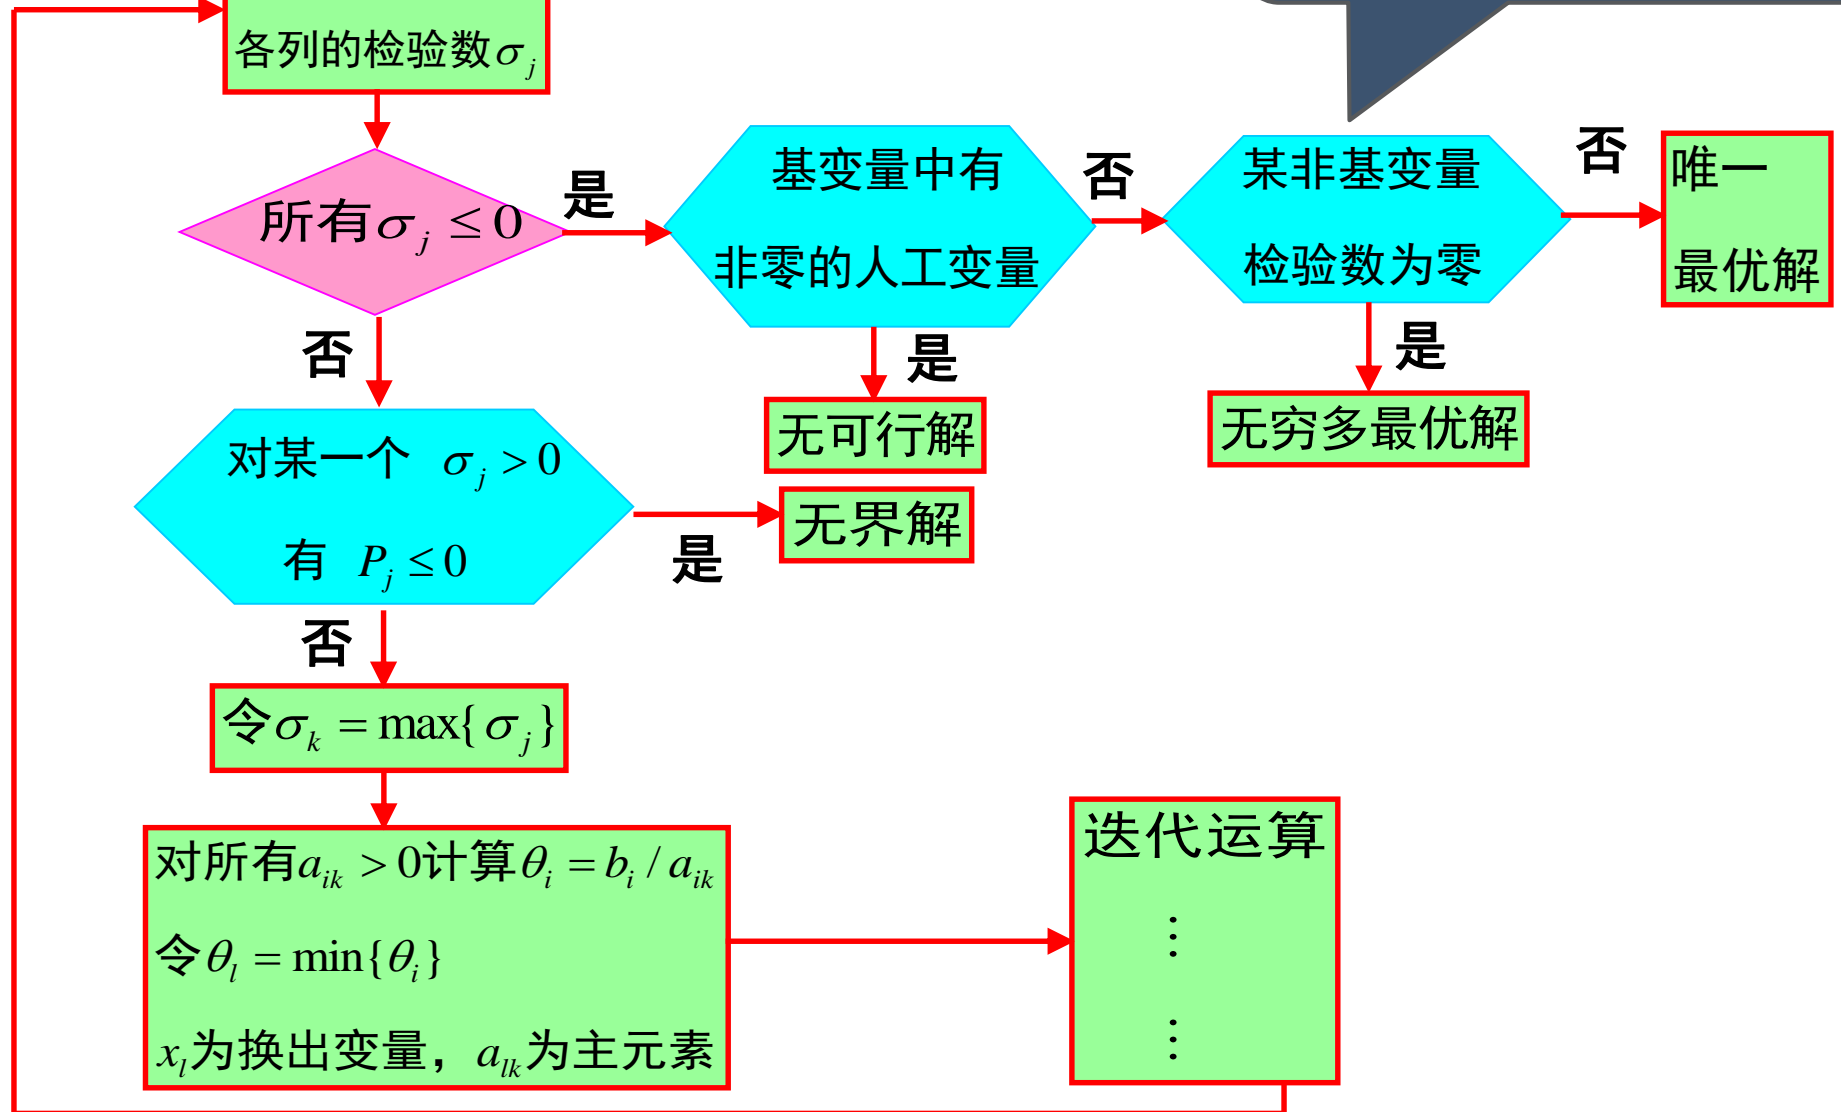 各列的检验数σj
所有σj ≤ 0
是
基变量中有
非零的人工变量
否
某非基变量
检验数为零
否
唯一
最优解
否
是
无可行解
是
无穷多最优解
对某一个 σj > 0
有 Pj ≤ 0
是
无界解
否
令σk = max{σj}
对所有aik > 0计算θi = bi / aik
令θl = min{θi}
xl为换出变量，alk为主元素
迭代运算
⋮
⋮